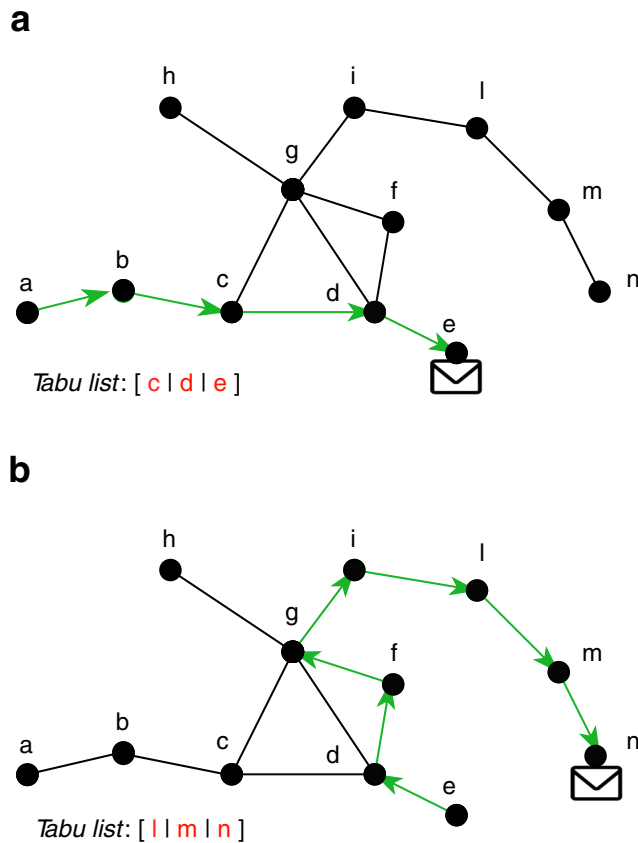 a
h
i
l
g
f
m
b
a
c
d
n
e
Tabu list: [ c | d | e ]
b
h
i
l
g
f
m
b
a
c
d
n
e
Tabu list: [ l | m | n ]